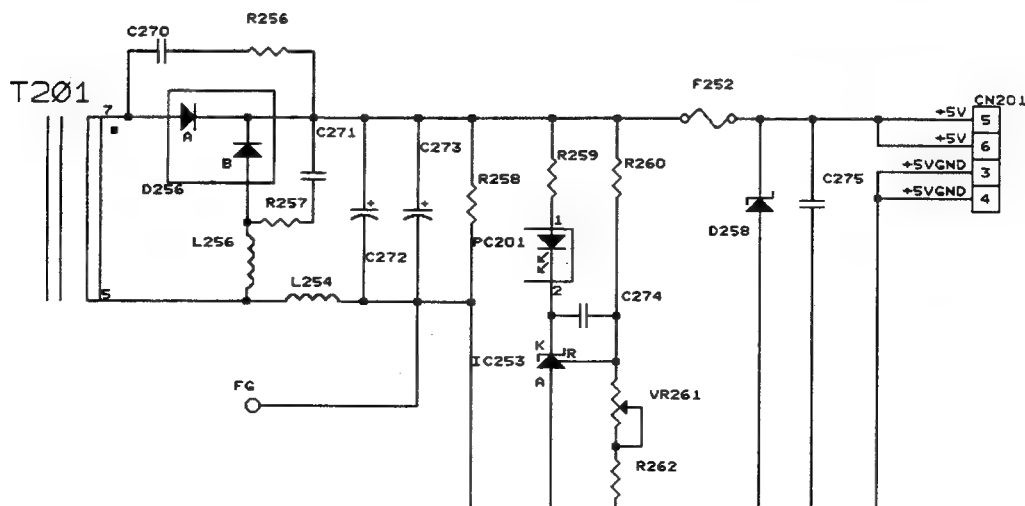 C270
R256
T201
7
F252
CN201
+5V
5
+5V
6
+5VGND
3
+5VGND
4
A
B
C271
C273
R259
R260
C275
D256
R257
R258
L256
C272
D258
1
PC201
2
L254
5
C274
K
R
IC253
A
FG
VR261
R262
+
+